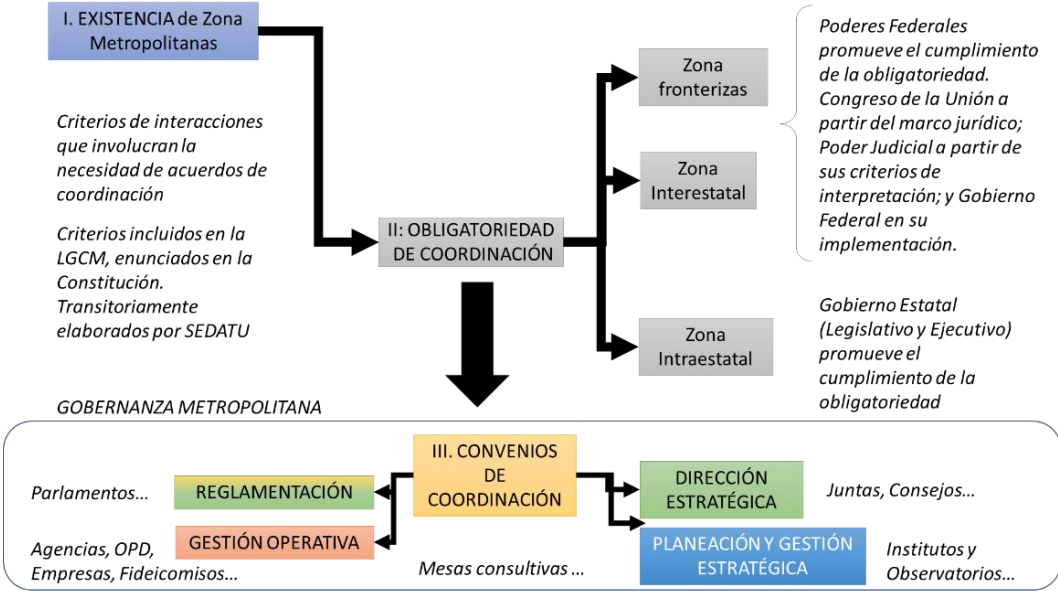 I. EXISTENCIA de Zona
Metropolitanas
Criterios de interacciones
que involucran la
necesidad de acuerdos de
coordinación
Criterios incluidos en la
LGCM, enunciados en la
Constitución.
Transitoriamente
elaborados por SEDATU
II: OBLIGATORIEDAD
DE COORDINACIÓN
Zona
fronterizas
Zona
Interestatal
Zona
Intraestatal
Poderes Federales
promueve el cumplimiento
de la obligatoriedad.
Congreso de la Unión a
partir del marco jurídico;
Poder Judicial a partir de
sus criterios de
interpretación; y Gobierno
Federal en su
implementación.
Gobierno Estatal
(Legislativo y Ejecutivo)
promueve el
cumplimiento de la
obligatoriedad
GOBERNANZA METROPOLITANA
III. CONVENIOS
DE
COORDINACIÓN
Parlamentos...
REGLAMENTACIÓN
Agencias, OPD,
Empresas, Fideicomisos...
GESTIÓN OPERATIVA
Mesas consultivas ...
DIRECCIÓN
ESTRATÉGICA
Juntas, Consejos...
PLANEACIÓN Y GESTIÓN
ESTRATÉGICA
Institutos y
Observatorios...